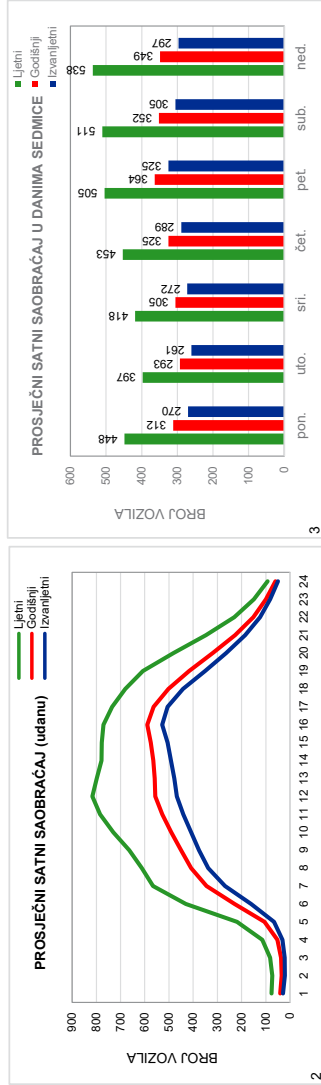 PROSJEČNI SATNI SAOBRAĆAJ (udanu)
Ljetni
Godišnji
Izvanljetni
BROJ VOZILA
900
800
700
600
500
400
300
200
100
0
1 2 3 4 5 6 7 8 9 10 11 12 13 14 15 16 17 18 19 20 21 22 23 24
2
PROSJEČNI SATNI SAOBRAĆAJ U DANIMA SEDMICE
Ljetni
Godišnji
Izvanljetni
BROJ VOZILA
600
500
400
300
200
100
0
448 312 270
397 293 261
418 305 272
453 325 289
505 364 325
511 352 305
538 349 297
pon. uto. sri. čet. pet. sub. ned.
3